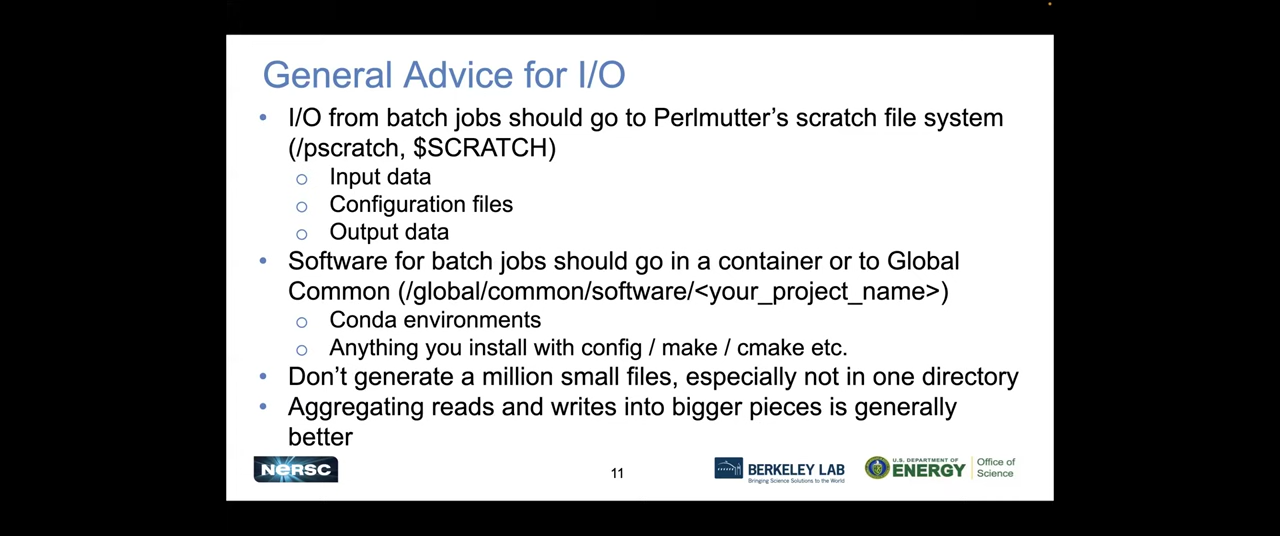 General Advice for I/O
• I/O from batch jobs should go to Perlmutter's scratch file system
(/pscratch, $SCRATCH)
○ Input data
○ Configuration files
○ Output data
• Software for batch jobs should go in a container or to Global
Common (/global/common/software/<your_project_name>)
○ Conda environments
○ Anything you install with config / make / cmake etc.
• Don't generate a million small files, especially not in one directory
• Aggregating reads and writes into bigger pieces is generally
better
NERSC
11
BERKELEY LAB
Bringing Science Solutions to the World
U.S. DEPARTMENT OF
ENERGY
Office of
Science